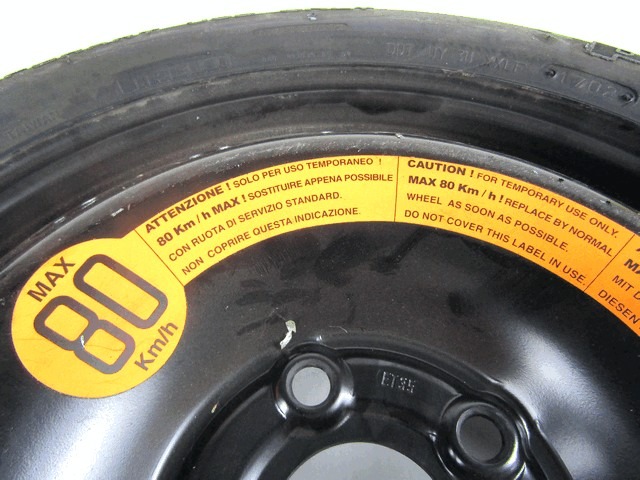 MAX
80
Km/h
ATTENZIONE ! SOLO PER USO TEMPORANEO !
80 Km/h MAX ! SOSTITUIRE APPENA POSSIBILE
CON RUOTA DI SERVIZIO STANDARD.
NON COPRIRE QUESTA INDICAZIONE.
CAUTION ! FOR TEMPORARY USE ONLY.
MAX 80 Km/h ! REPLACE BY NORMAL
WHEEL AS SOON AS POSSIBLE.
DO NOT COVER THIS LABEL IN USE.
MIT
DIESEN
ET35